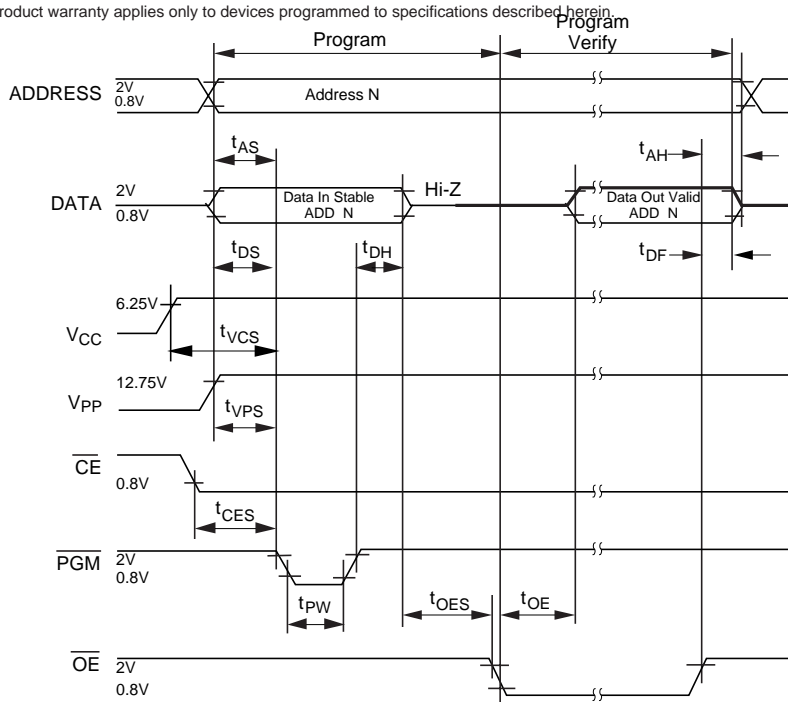 roduct warranty applies only to devices programmed to specifications described herein.
Program
Program
Verify
ADDRESS
2V
0.8V
Address N
tAS
tAH
DATA
2V
0.8V
Data In Stable
ADD N
Hi-Z
Data Out Valid
ADD N
tDS
tDH
tDF
6.25V
VCC
tVCS
12.75V
VPP
tVPS
CE
0.8V
tCES
PGM
2V
0.8V
tPW
tOES
tOE
OE
2V
0.8V